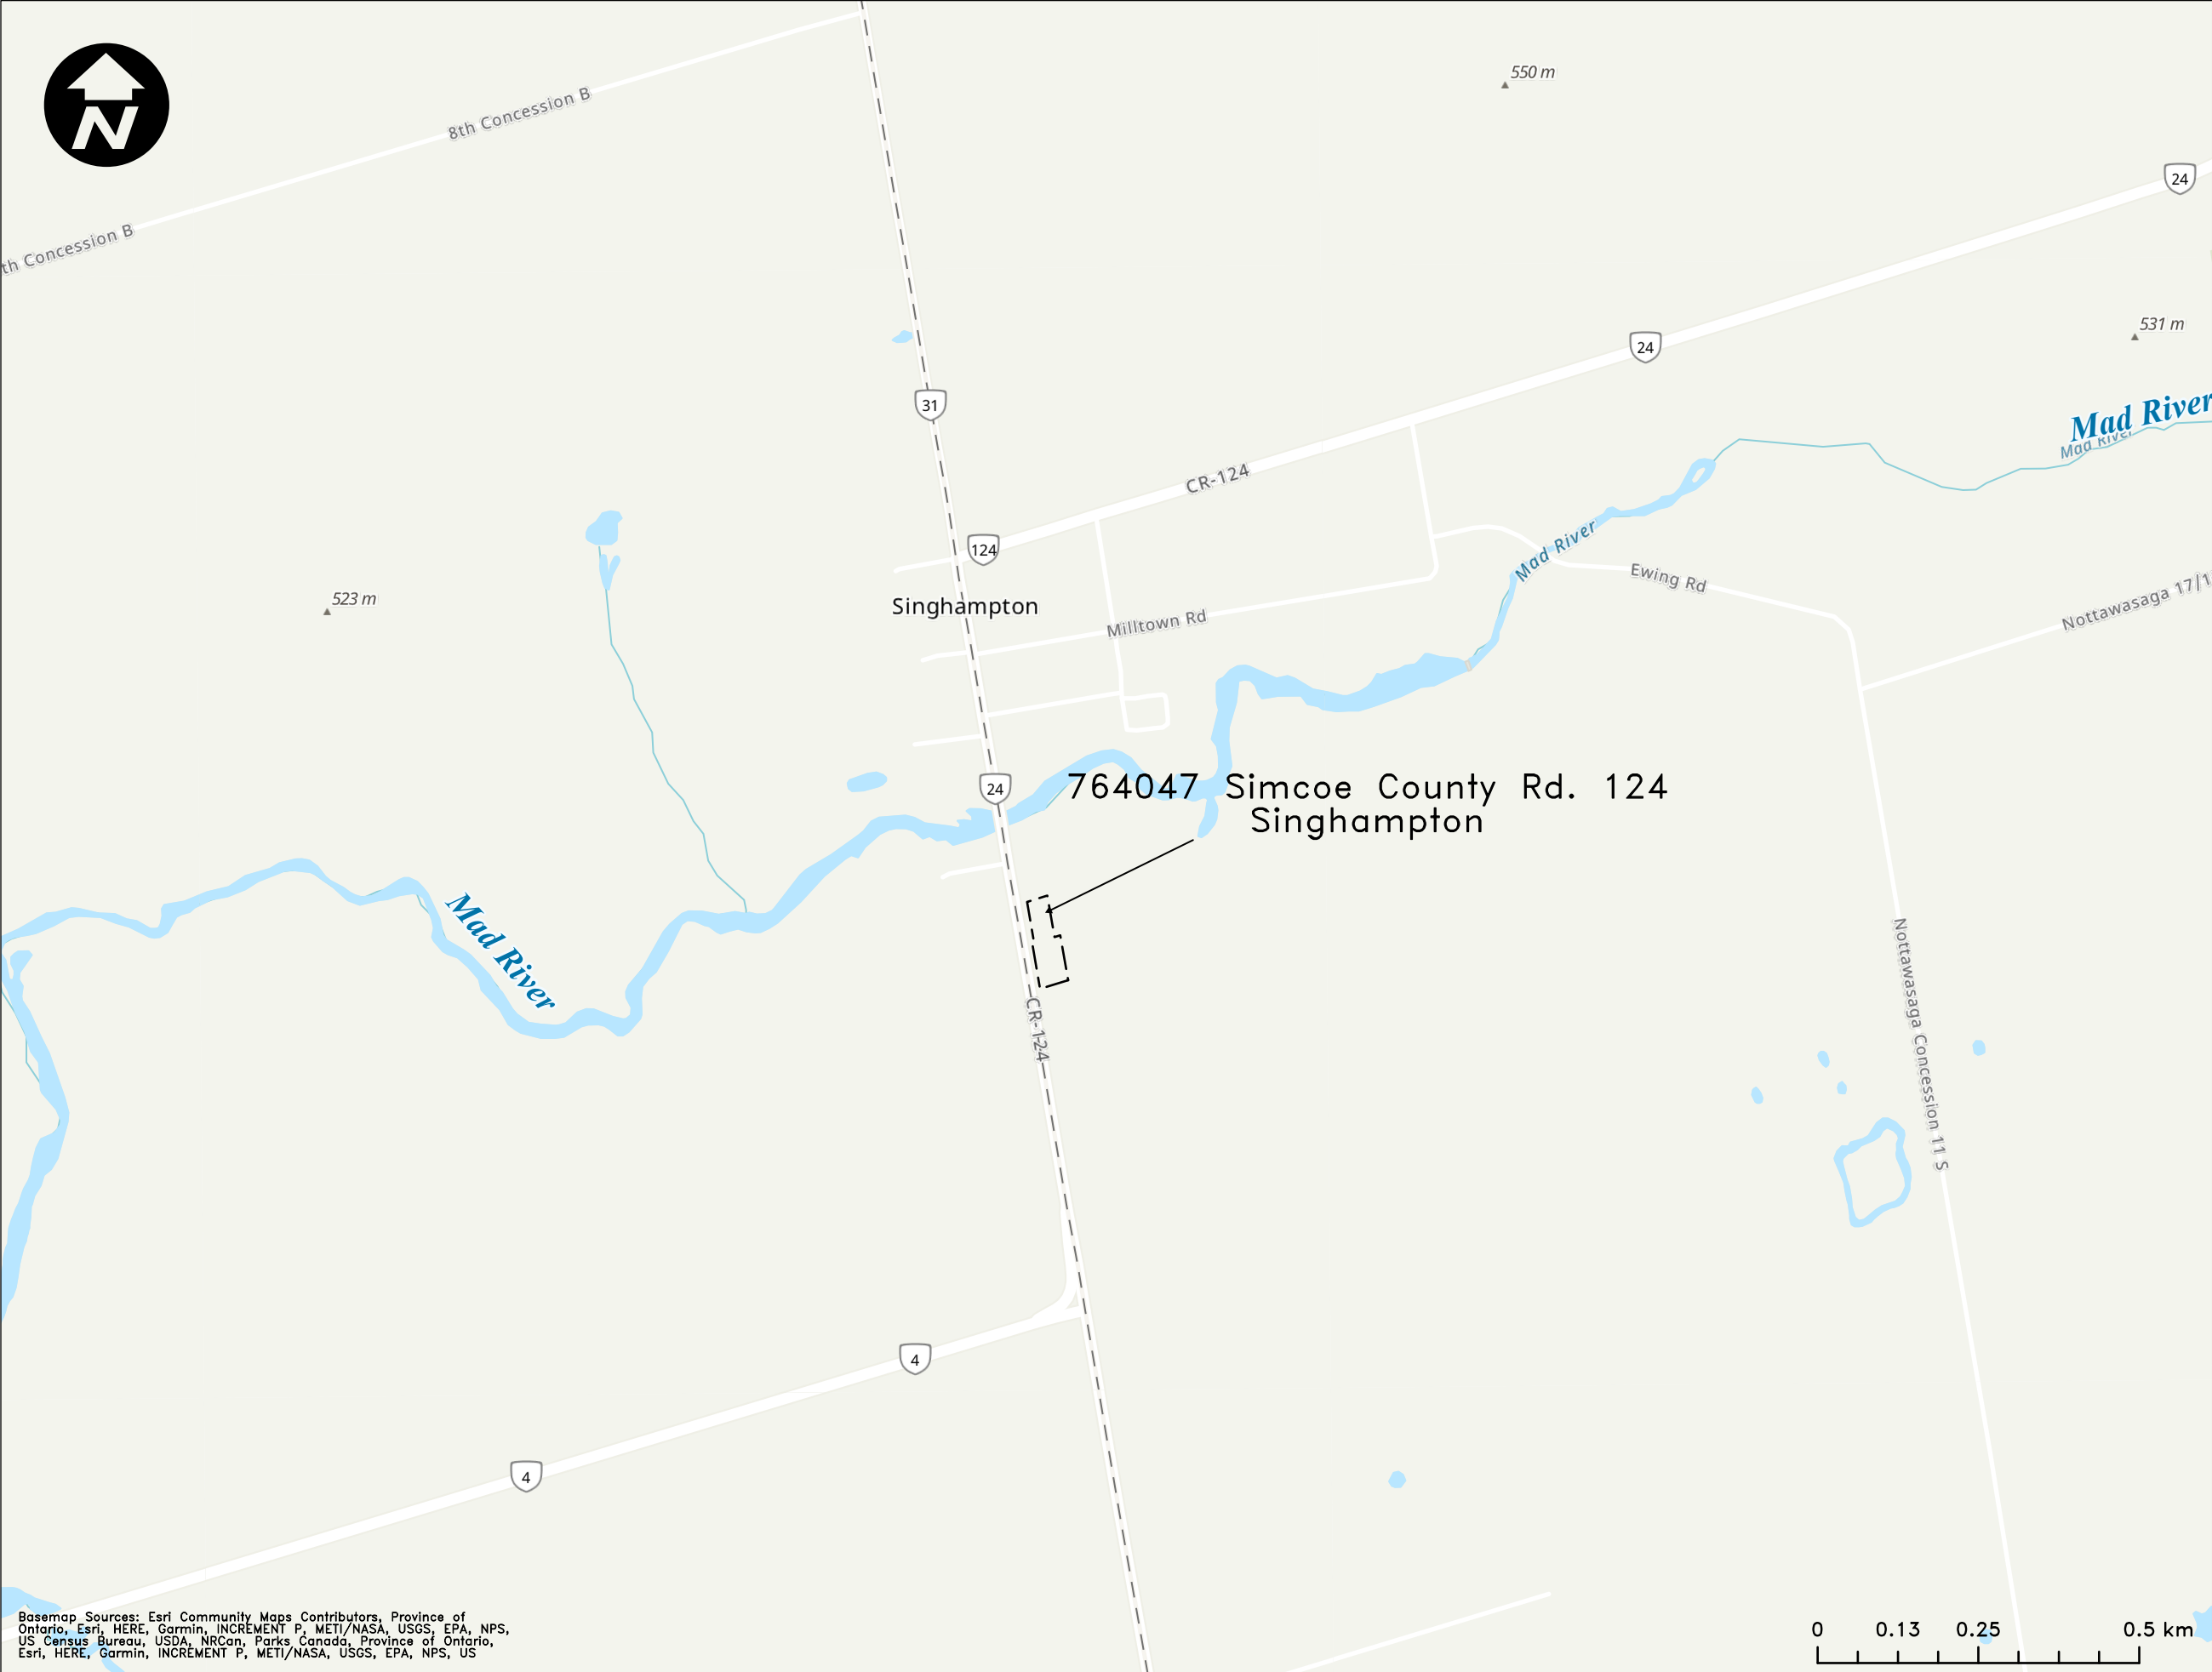 550 m
N
8th Concession B
24
th Concession B
531 m
24
31
Mad River
Mad River
CR-124
124
Mad River
Ewing Rd
523 m
Singhampton
Nottawasaga 17/1
Milltown Rd
24
764047 Simcoe County Rd. 124
Singhampton
Mad River
CR-124
Nottawasaga Concession 11 S
4
4
Basemap Sources: Esri Community Maps Contributors, Province of
Ontario, Esri, HERE, Garmin, INCREMENT P, METI/NASA, USGS, EPA, NPS,
US Census Bureau, USDA, NRCan, Parks Canada, Province of Ontario,
Esri, HERE, Garmin, INCREMENT P, METI/NASA, USGS, EPA, NPS, US
0 0.13 0.25 0.5 km